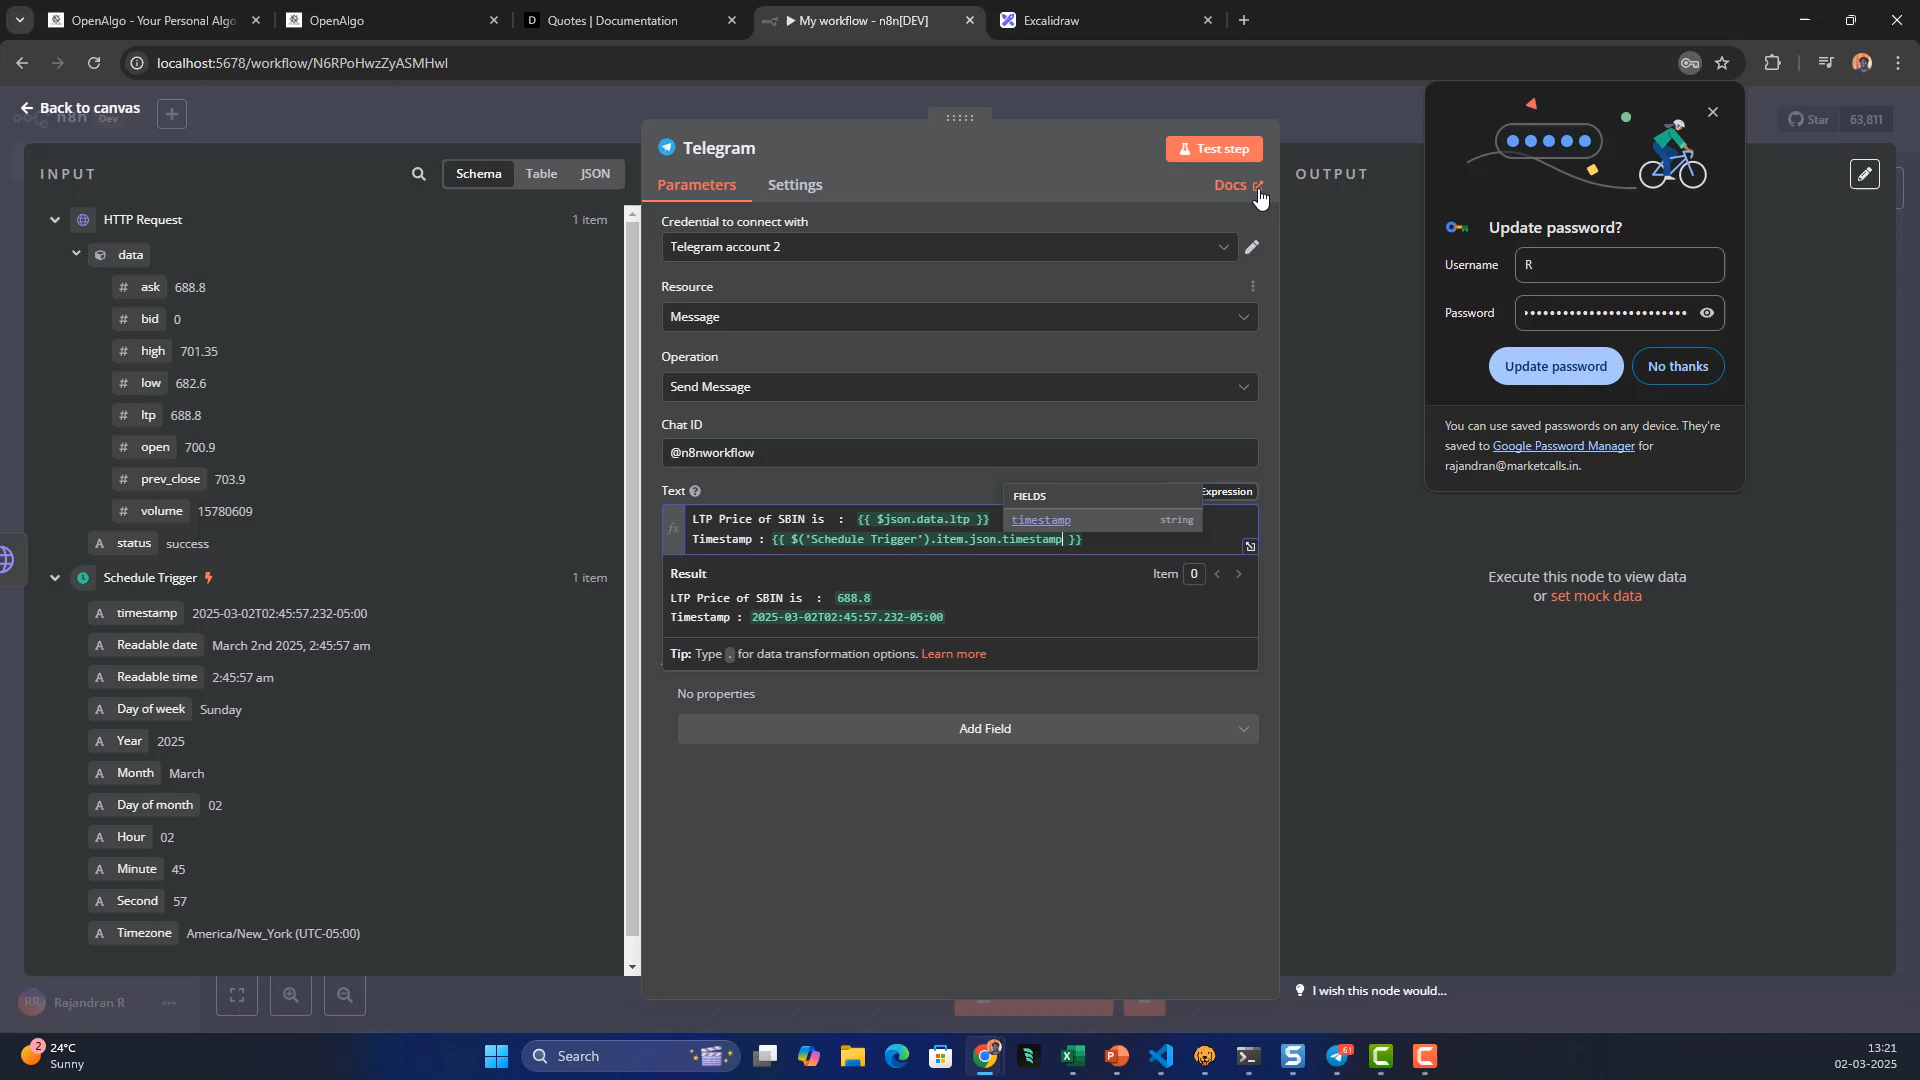 OpenAlgo - Your Personal Algo
OpenAlgo
Quotes | Documentation
▶ My workflow - n8n[DEV]
Excalidraw
localhost:5678/workflow/N6RPoHwzZyASMHwI
Back to canvas
n8n
Dev
Star
63,811
INPUT
Schema
Table
JSON
HTTP Request
1 item
data
# ask 688.8
# bid 0
# high 701.35
# low 682.6
# ltp 688.8
# open 700.9
# prev_close 703.9
# volume 15780609
A status success
Schedule Trigger
1 item
A timestamp 2025-03-02T02:45:57.232-05:00
A Readable date March 2nd 2025, 2:45:57 am
A Readable time 2:45:57 am
A Day of week Sunday
A Year 2025
A Month March
A Day of month 02
A Hour 02
A Minute 45
A Second 57
A Timezone America/New_York (UTC-05:00)
RR Rajandran R
Telegram
Test step
Parameters
Settings
Docs
Credential to connect with
Telegram account 2
Resource
Message
Operation
Send Message
Chat ID
@n8nworkflow
Text
Expression
FIELDS
timestamp string
fx
LTP Price of SBIN is : {{ $json.data.ltp }}
Timestamp : {{ $('Schedule Trigger').item.json.timestamp }}
Result
Item 0
LTP Price of SBIN is : 688.8
Timestamp : 2025-03-02T02:45:57.232-05:00
Tip: Type . for data transformation options. Learn more
No properties
Add Field
OUTPUT
Execute this node to view data
or set mock data
I wish this node would...
Update password?
Username R
Password
Update password
No thanks
You can use saved passwords on any device. They're
saved to Google Password Manager for
rajandran@marketcalls.in.
2
24°C
Sunny
Search
61
13:21
02-03-2025